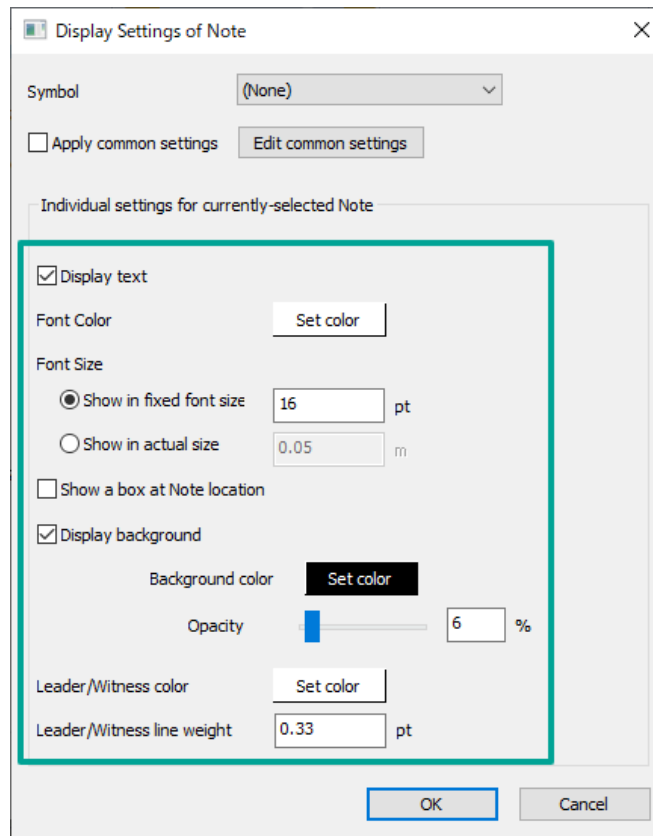 Display Settings of Note
Symbol (None)
Apply common settings Edit common settings
Individual settings for currently-selected Note
Display text
Font Color Set color
Font Size
Show in fixed font size 16 pt
Show in actual size 0.05 m
Show a box at Note location
Display background
Background color Set color
Opacity 6 %
Leader/Witness color Set color
Leader/Witness line weight 0.33 pt
OK Cancel